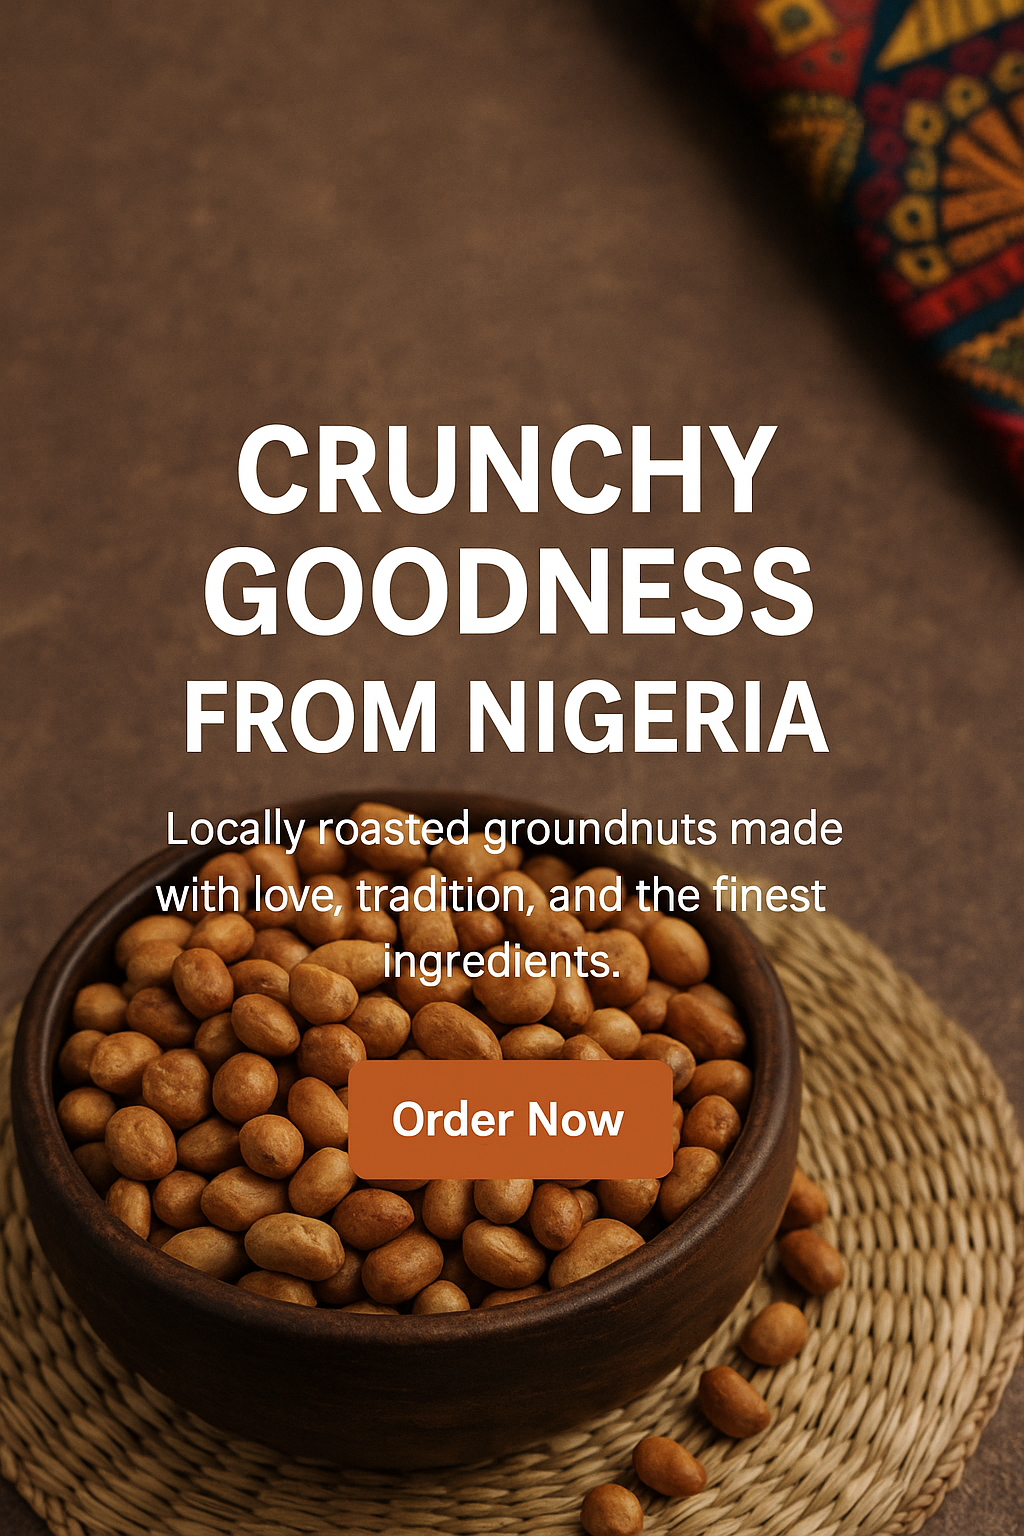 CRUNCHY
GOODNESS
FROM NIGERIA
Locally roasted groundnuts made
with love, tradition, and the finest
ingredients.
Order Now